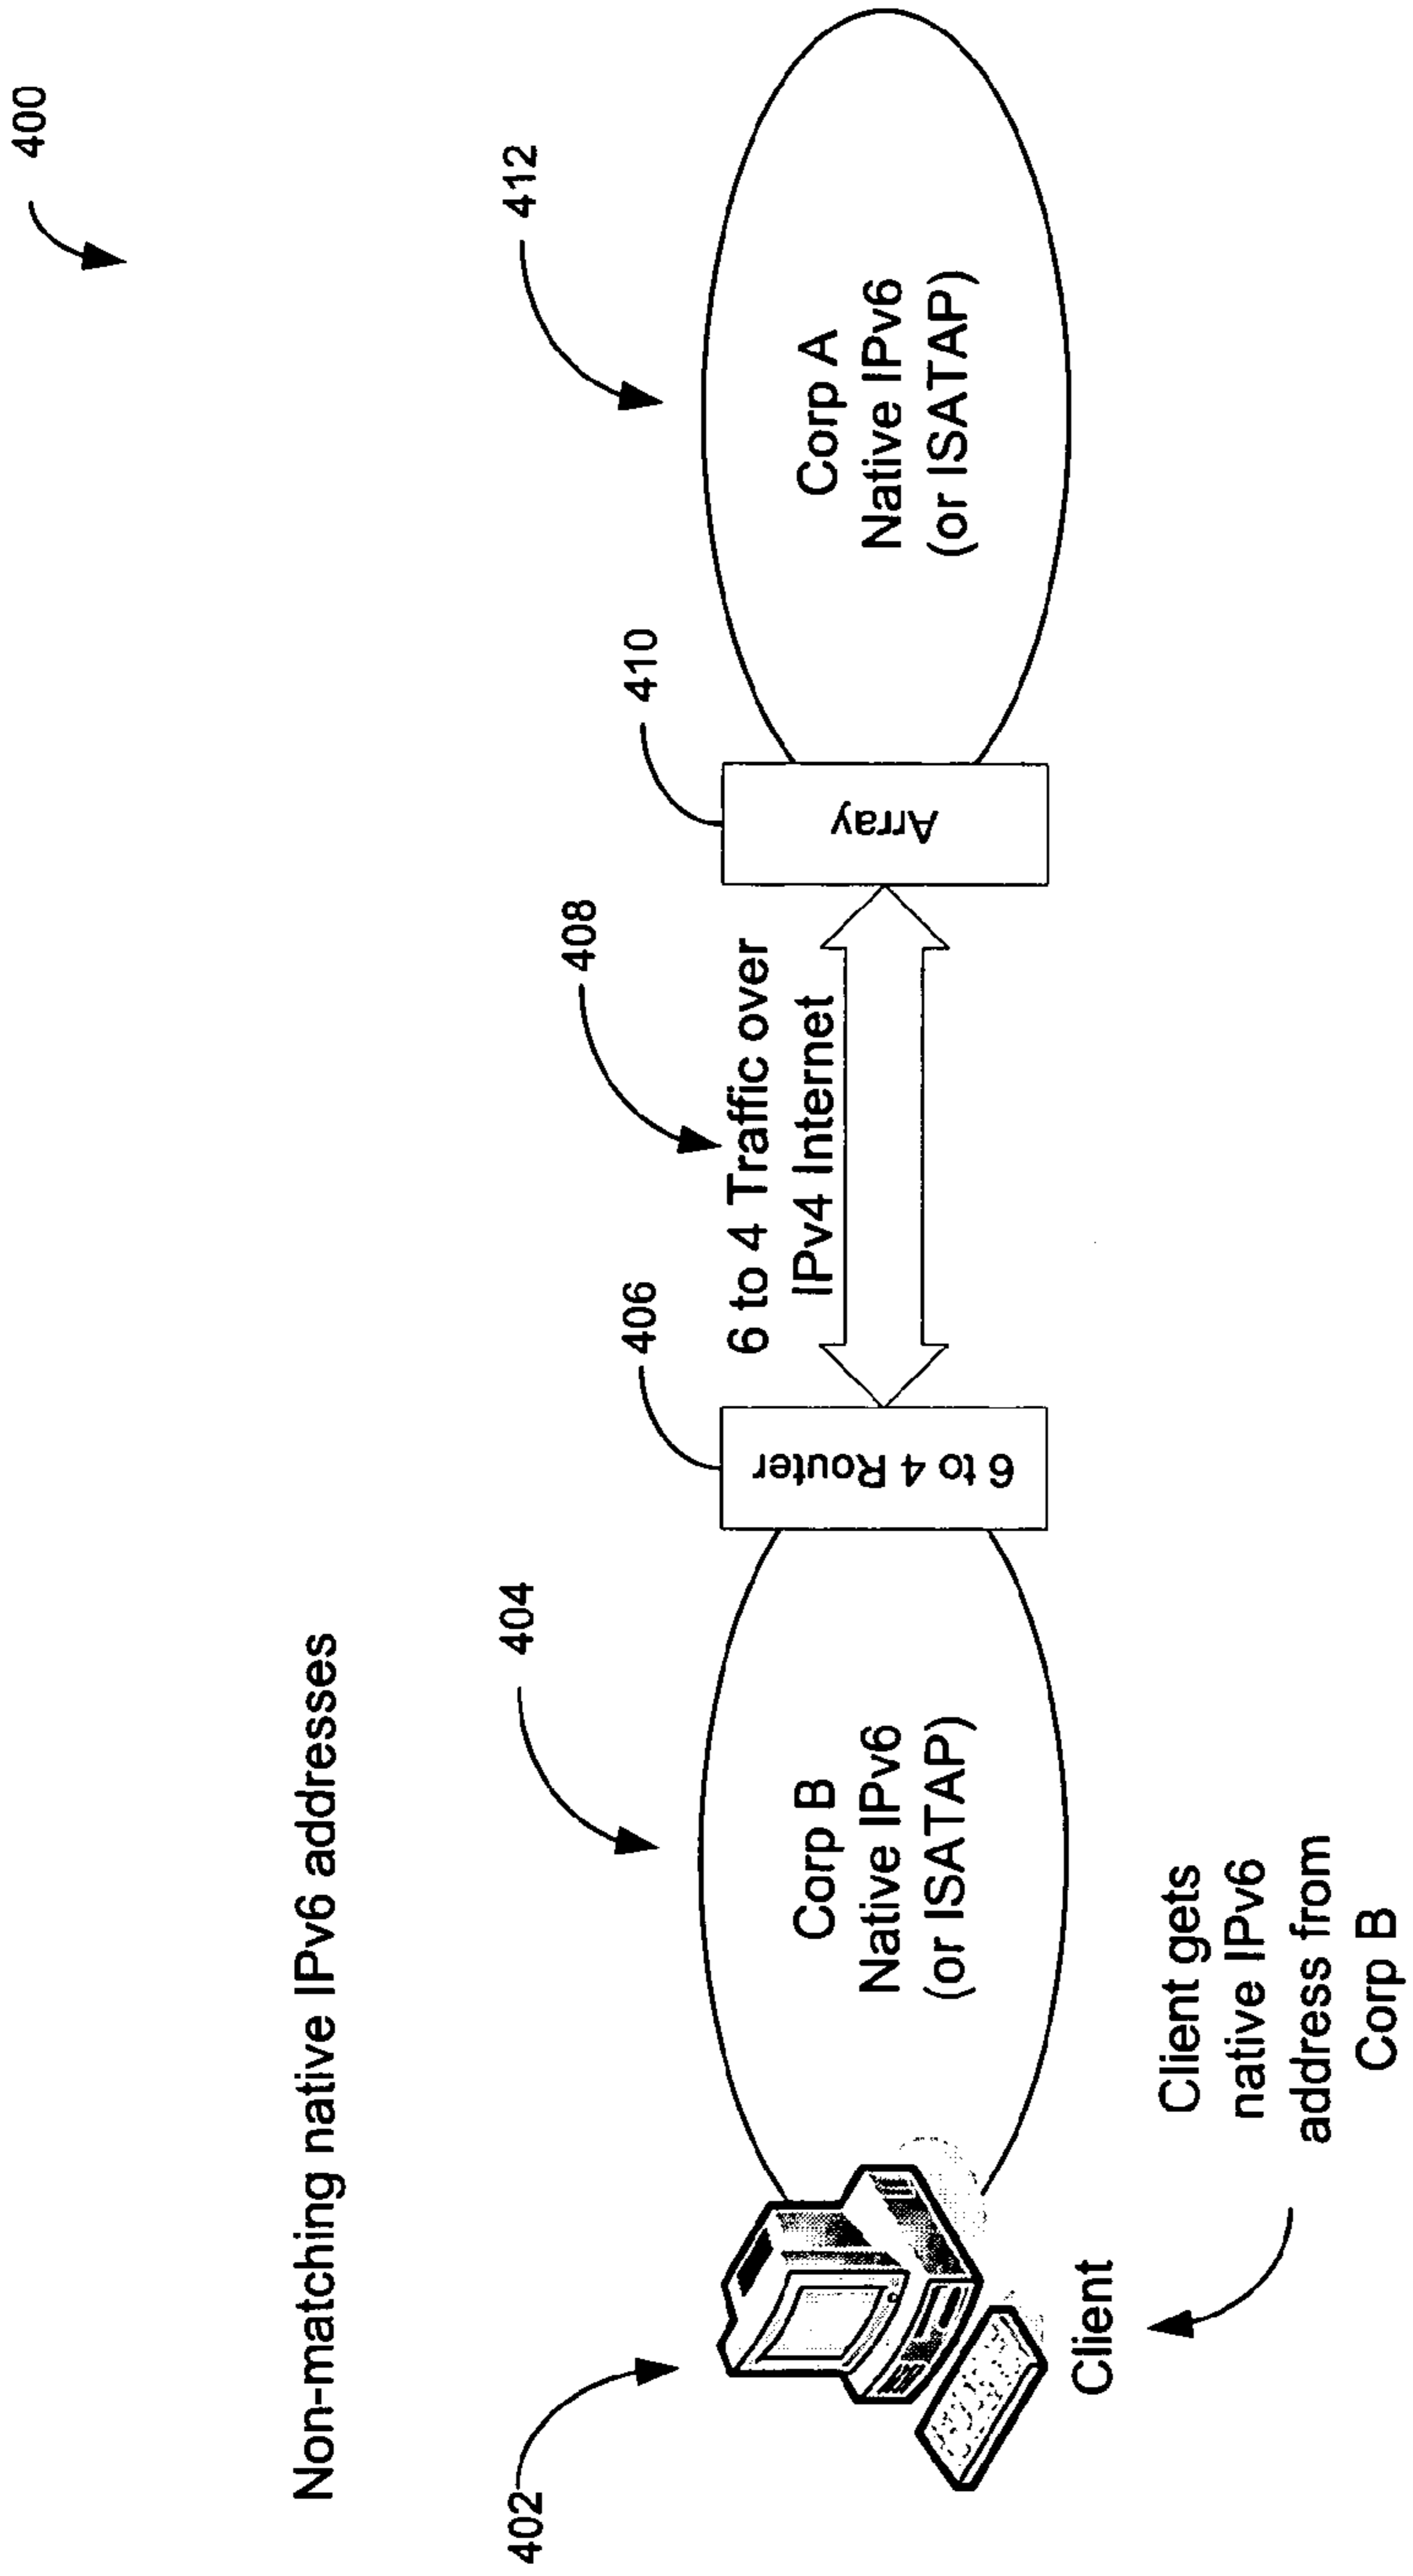 400
Non-matching native IPv6 addresses
402
404
406
408
410
412
6 to 4 Traffic over
IPv4 Internet
Corp B
Native IPv6
(or ISATAP)
6 to 4 Router
Array
Corp A
Native IPv6
(or ISATAP)
Client
Client gets
native IPv6
address from
Corp B